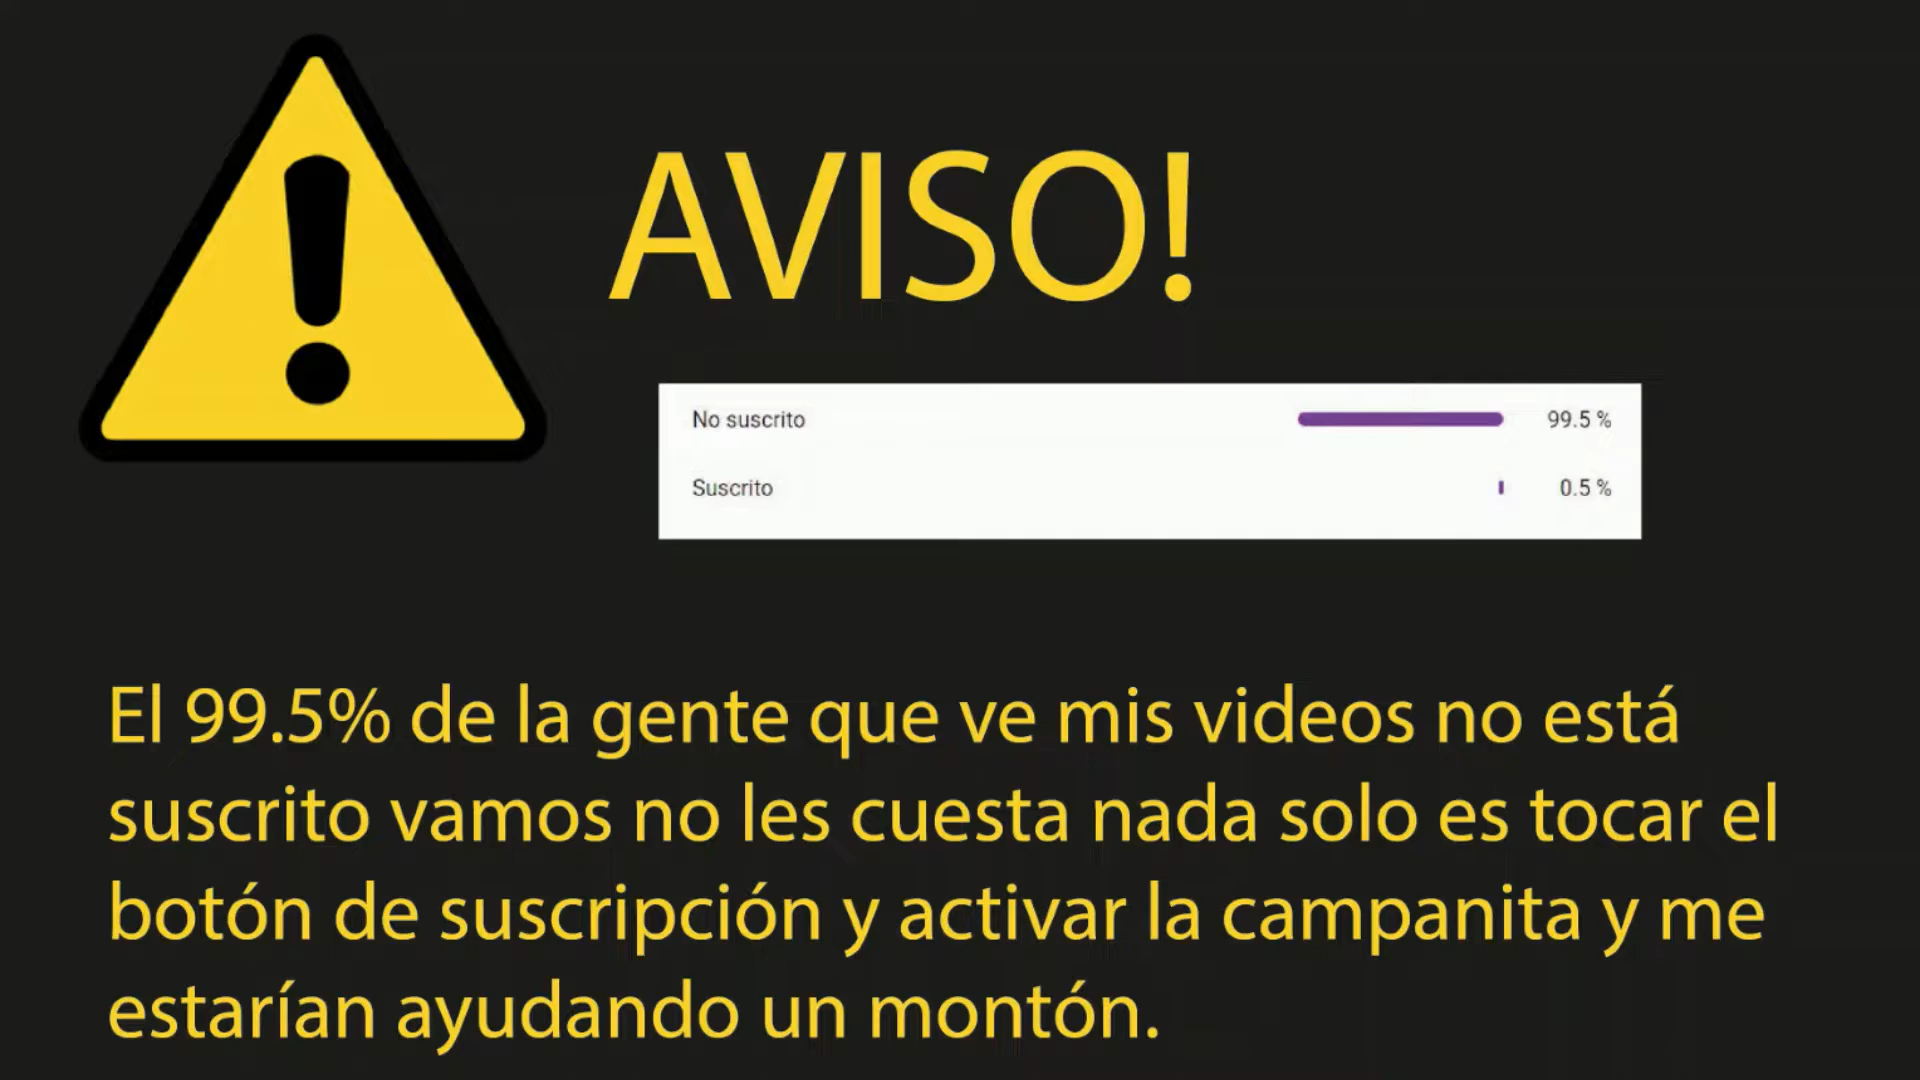 AVISO!
No suscrito 99.5 %
Suscrito 0.5 %
El 99.5% de la gente que ve mis videos no está
suscrito vamos no les cuesta nada solo es tocar el
botón de suscripción y activar la campanita y me
estarían ayudando un montón.